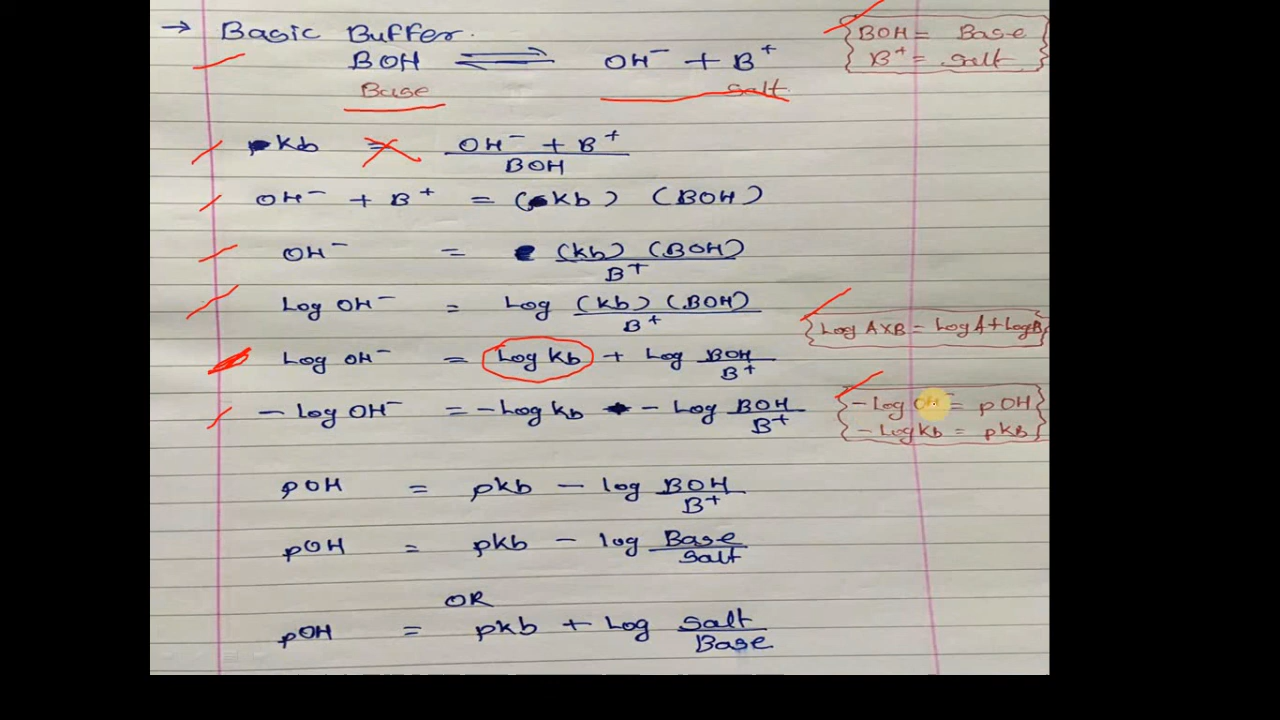 → Basic Buffer.
BOH ⇌ OH⁻ + B⁺
Base Salt
BOH = Base
B⁺ = Salt
Kb = OH⁻ + B⁺ / BOH
OH⁻ + B⁺ = (Kb) (BOH)
OH⁻ = (Kb) (BOH) / B⁺
Log OH⁻ = Log (Kb) (BOH) / B⁺
Log A×B = Log A + Log B
Log OH⁻ = Log Kb + Log BOH / B⁺
- log OH⁻ = - Log Kb - Log BOH / B⁺
- log OH⁻ = pOH
- Log Kb = pKB
pOH = pkb - log BOH / B⁺
pOH = pkb - log Base / Salt
OR
pOH = pkb + Log Salt / Base